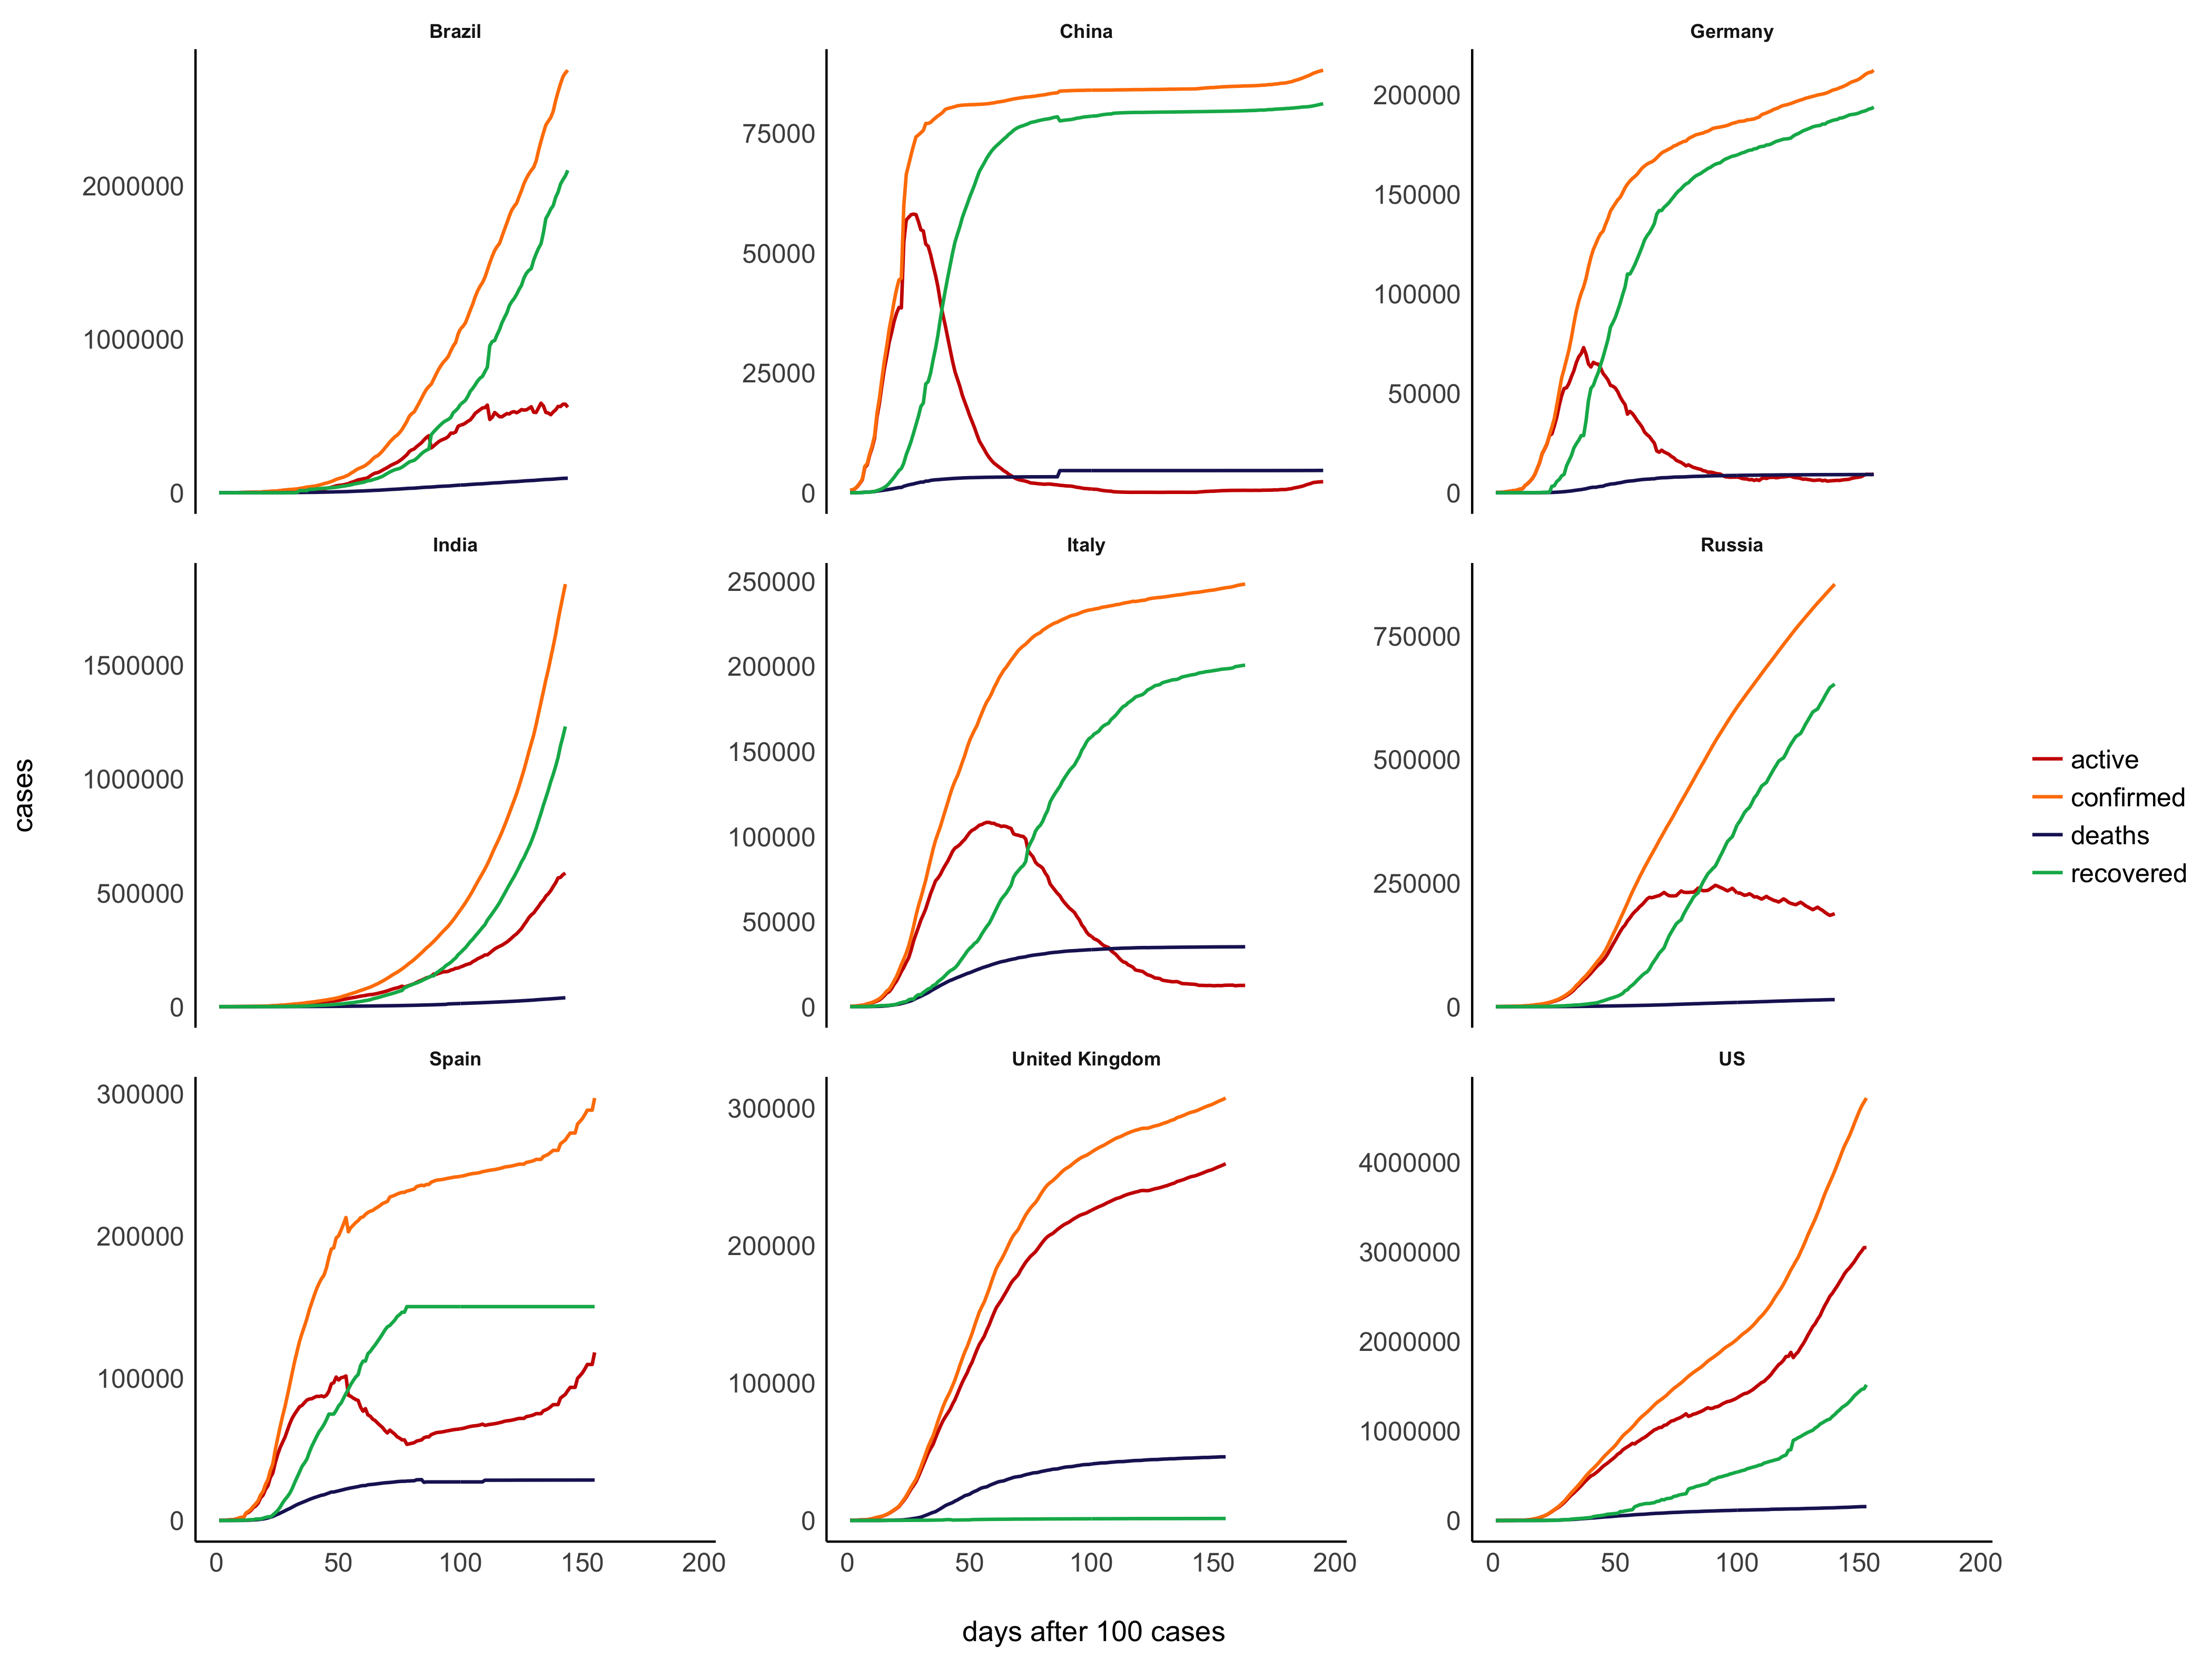 Brazil
China
Germany
2000000
1000000
0
75000
50000
25000
0
200000
150000
100000
50000
0
India
Italy
Russia
1500000
1000000
500000
0
250000
200000
150000
100000
50000
0
750000
500000
250000
0
Spain
United Kingdom
US
300000
200000
100000
0
300000
200000
100000
0
4000000
3000000
2000000
1000000
0
0 50 100 150 200
0 50 100 150 200
0 50 100 150 200
days after 100 cases
cases
active
confirmed
deaths
recovered